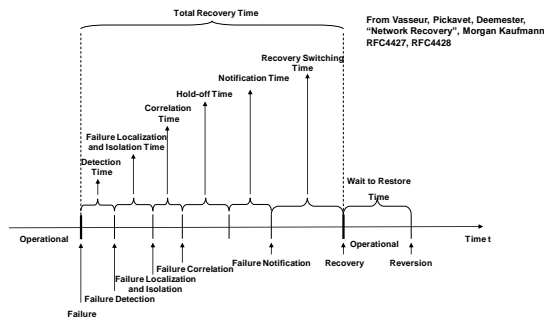 Total Recovery Time
From Vasseur, Pickavet, Deemester,
“Network Recovery”, Morgan Kaufmann
RFC4427, RFC4428
Recovery Switching
Time
Notification Time
Hold-off Time
Correlation
Time
Failure Localization
and Isolation Time
Detection
Time
Wait to Restore
Time
Operational
Operational
Time t
Failure Notification
Recovery
Reversion
Failure Correlation
Failure Localization
and Isolation
Failure Detection
Failure